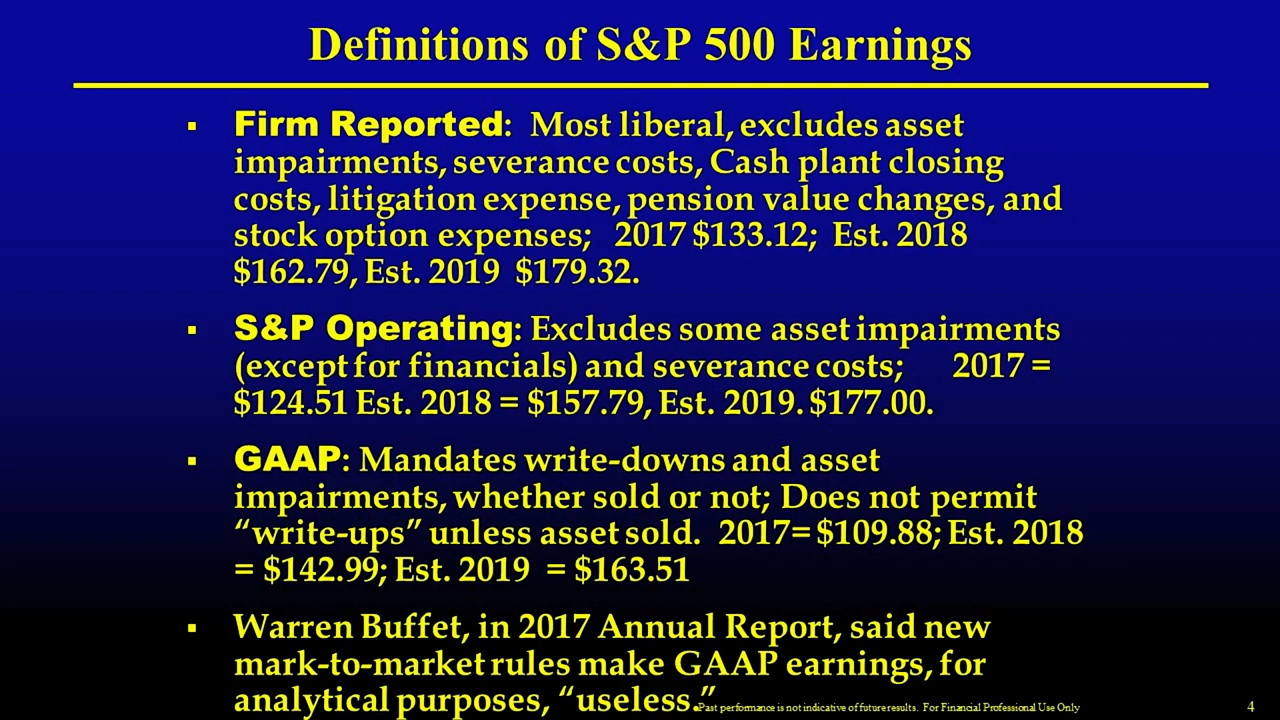 Definitions of S&P 500 Earnings
▪ Firm Reported: Most liberal, excludes asset
impairments, severance costs, Cash plant closing
costs, litigation expense, pension value changes, and
stock option expenses; 2017 $133.12; Est. 2018
$162.79, Est. 2019 $179.32.
▪ S&P Operating: Excludes some asset impairments
(except for financials) and severance costs; 2017 =
$124.51 Est. 2018 = $157.79, Est. 2019. $177.00.
▪ GAAP: Mandates write-downs and asset
impairments, whether sold or not; Does not permit
“write-ups” unless asset sold. 2017= $109.88; Est. 2018
= $142.99; Est. 2019 = $163.51
▪ Warren Buffet, in 2017 Annual Report, said new
mark-to-market rules make GAAP earnings, for
analytical purposes, “useless.”
Past performance is not indicative of future results. For Financial Professional Use Only
4